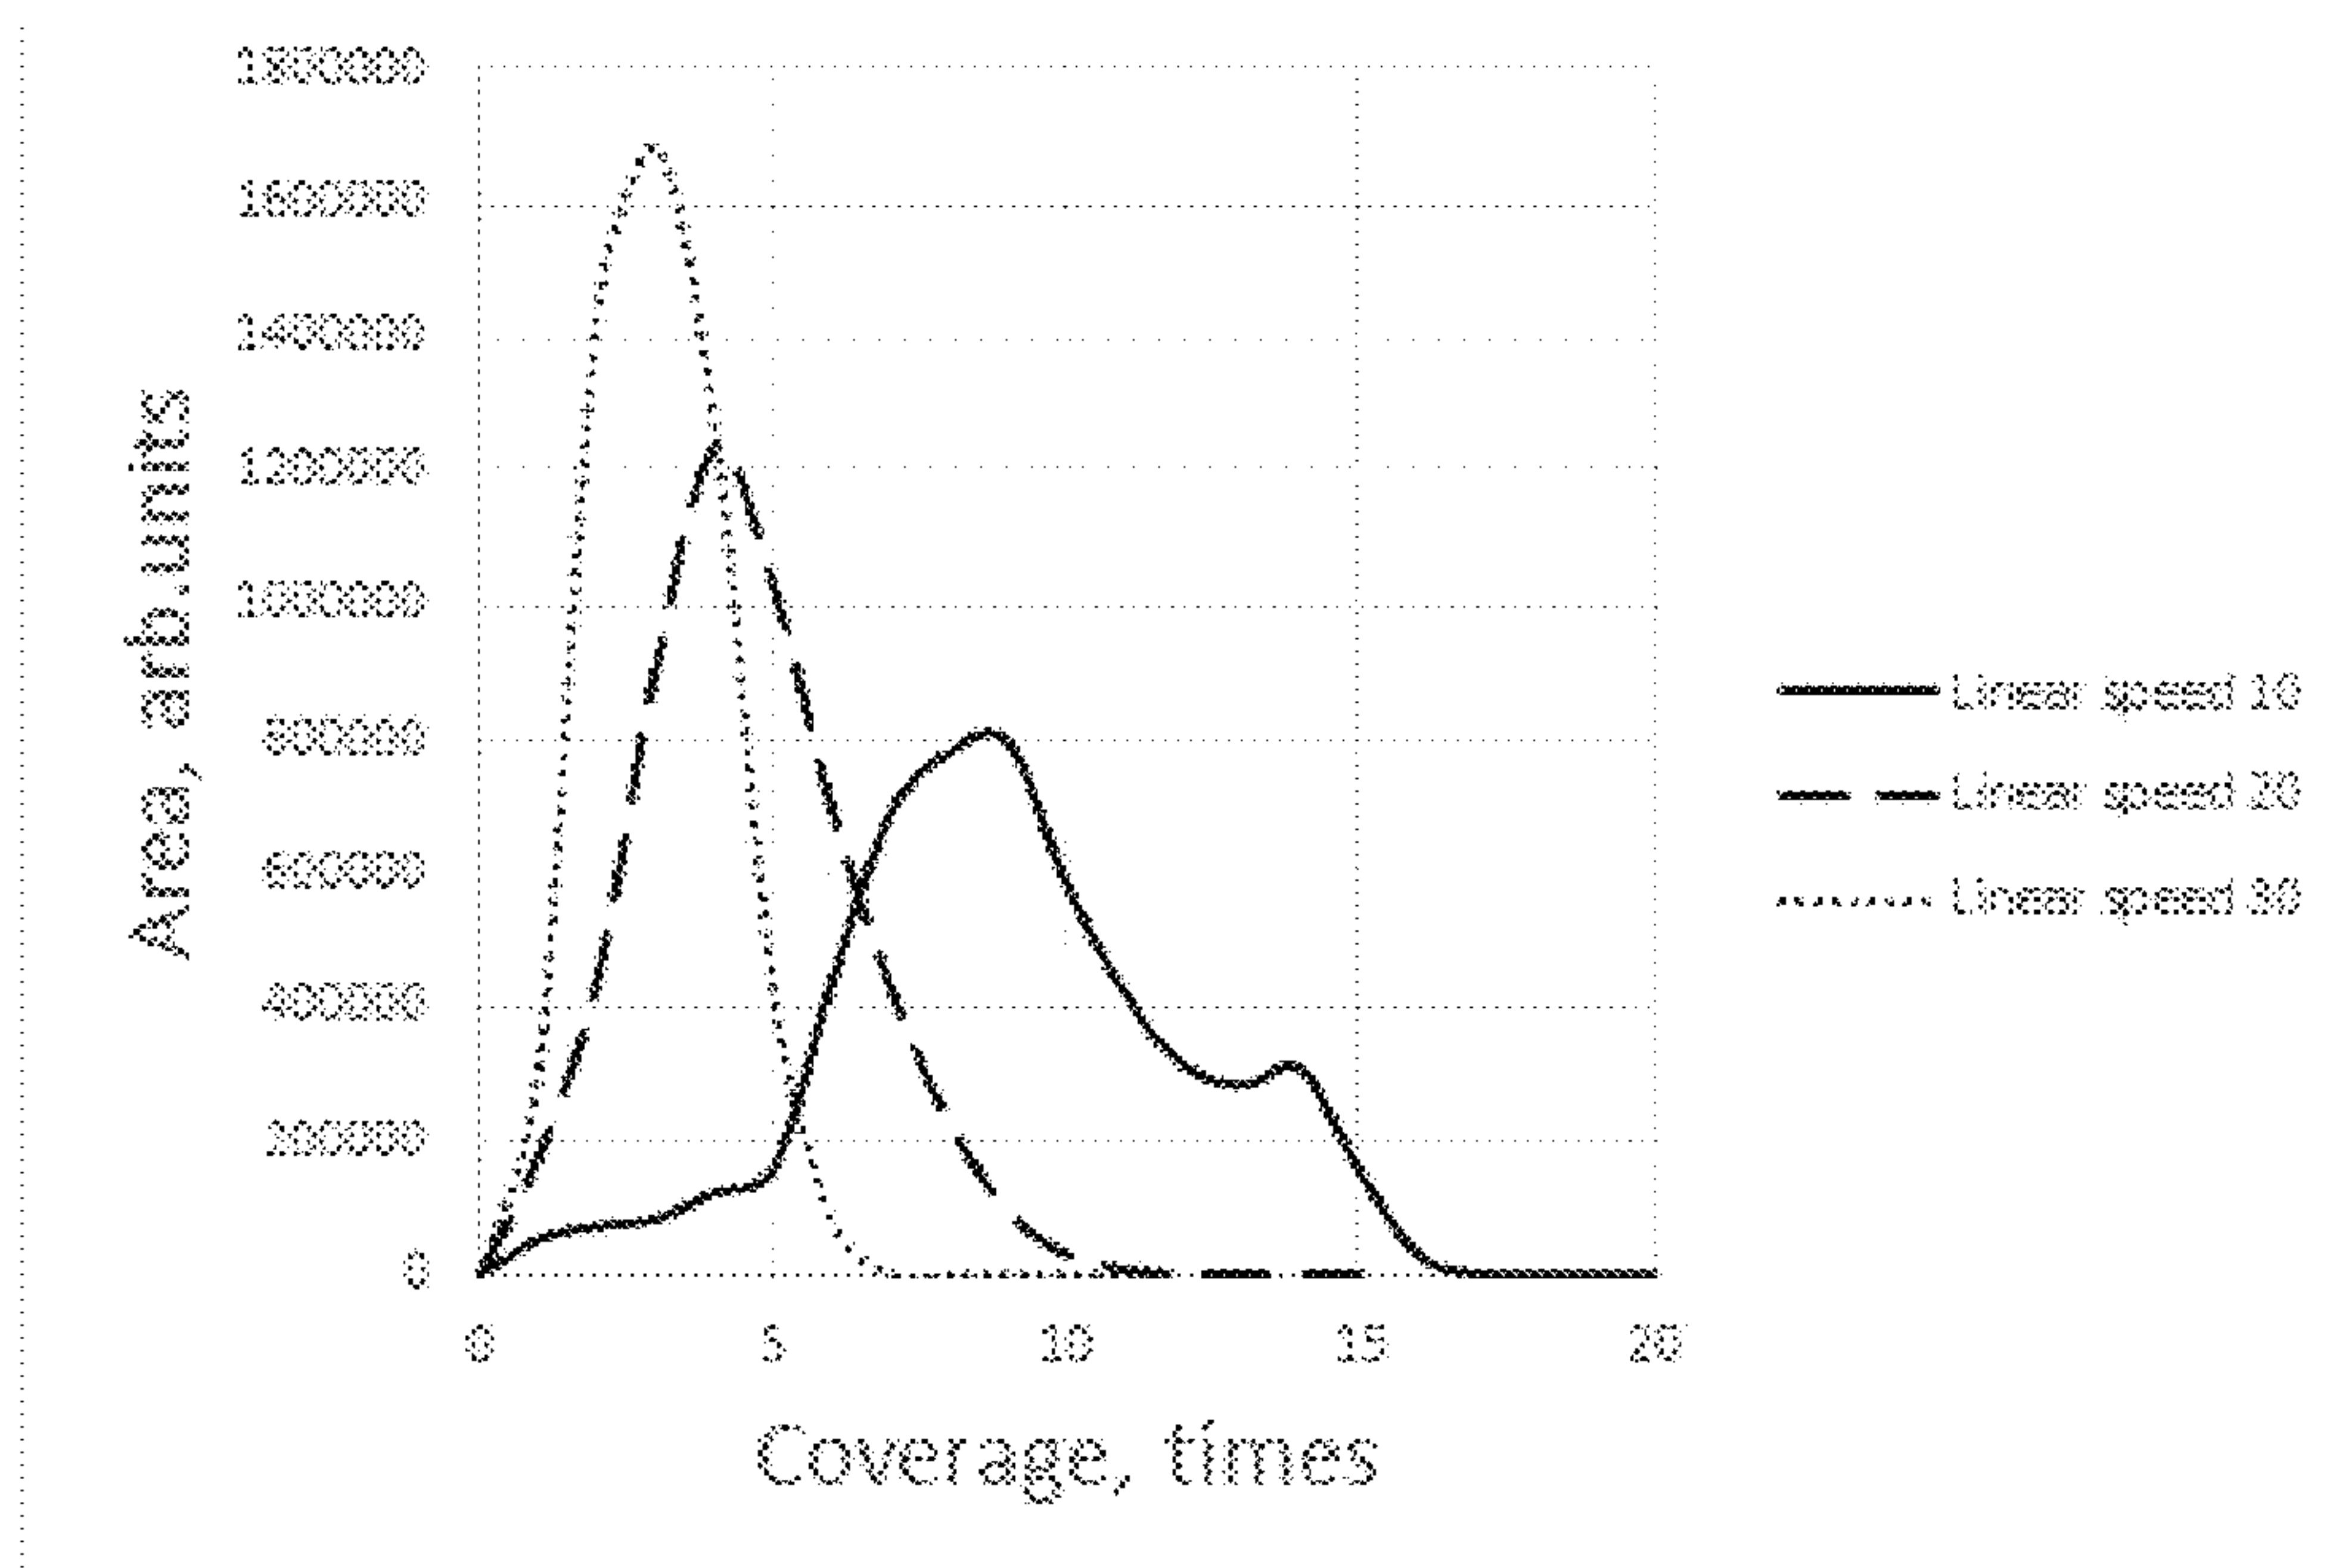 Area, arb.units
1800000
1600000
1400000
1200000
1000000
800000
600000
400000
200000
0
0 5 10 15 20
Coverage, times
Linear speed 10
Linear speed 20
Linear speed 30